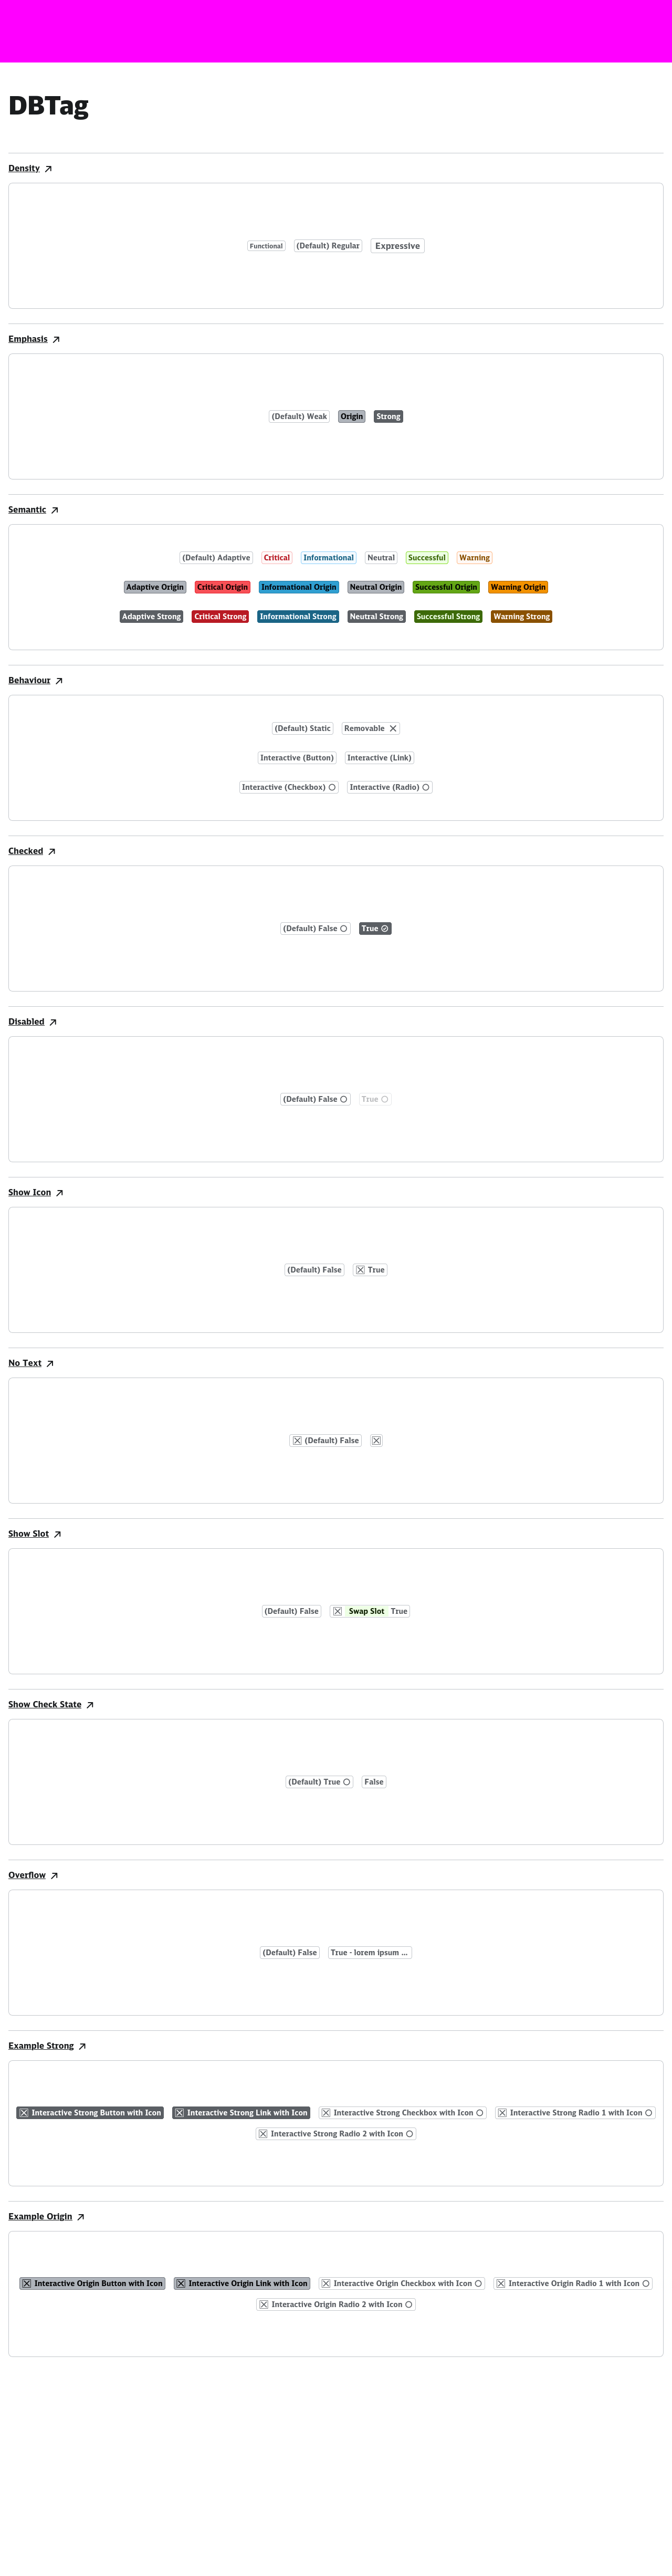 DBTag
Density
Functional (Default) Regular Expressive
Emphasis
(Default) Weak Origin Strong
Semantic
(Default) Adaptive Critical Informational Neutral Successful Warning
Adaptive Origin Critical Origin Informational Origin Neutral Origin Successful Origin Warning Origin
Adaptive Strong Critical Strong Informational Strong Neutral Strong Successful Strong Warning Strong
Behaviour
(Default) Static Removable
Interactive (Button) Interactive (Link)
Interactive (Checkbox) Interactive (Radio)
Checked
(Default) False True
Disabled
(Default) False True
Show Icon
(Default) False True
No Text
(Default) False
Show Slot
(Default) False Swap Slot True
Show Check State
(Default) True False
Overflow
(Default) False True - lorem ipsum ...
Example Strong
Interactive Strong Button with Icon Interactive Strong Link with Icon Interactive Strong Checkbox with Icon Interactive Strong Radio 1 with Icon
Interactive Strong Radio 2 with Icon
Example Origin
Interactive Origin Button with Icon Interactive Origin Link with Icon Interactive Origin Checkbox with Icon Interactive Origin Radio 1 with Icon
Interactive Origin Radio 2 with Icon